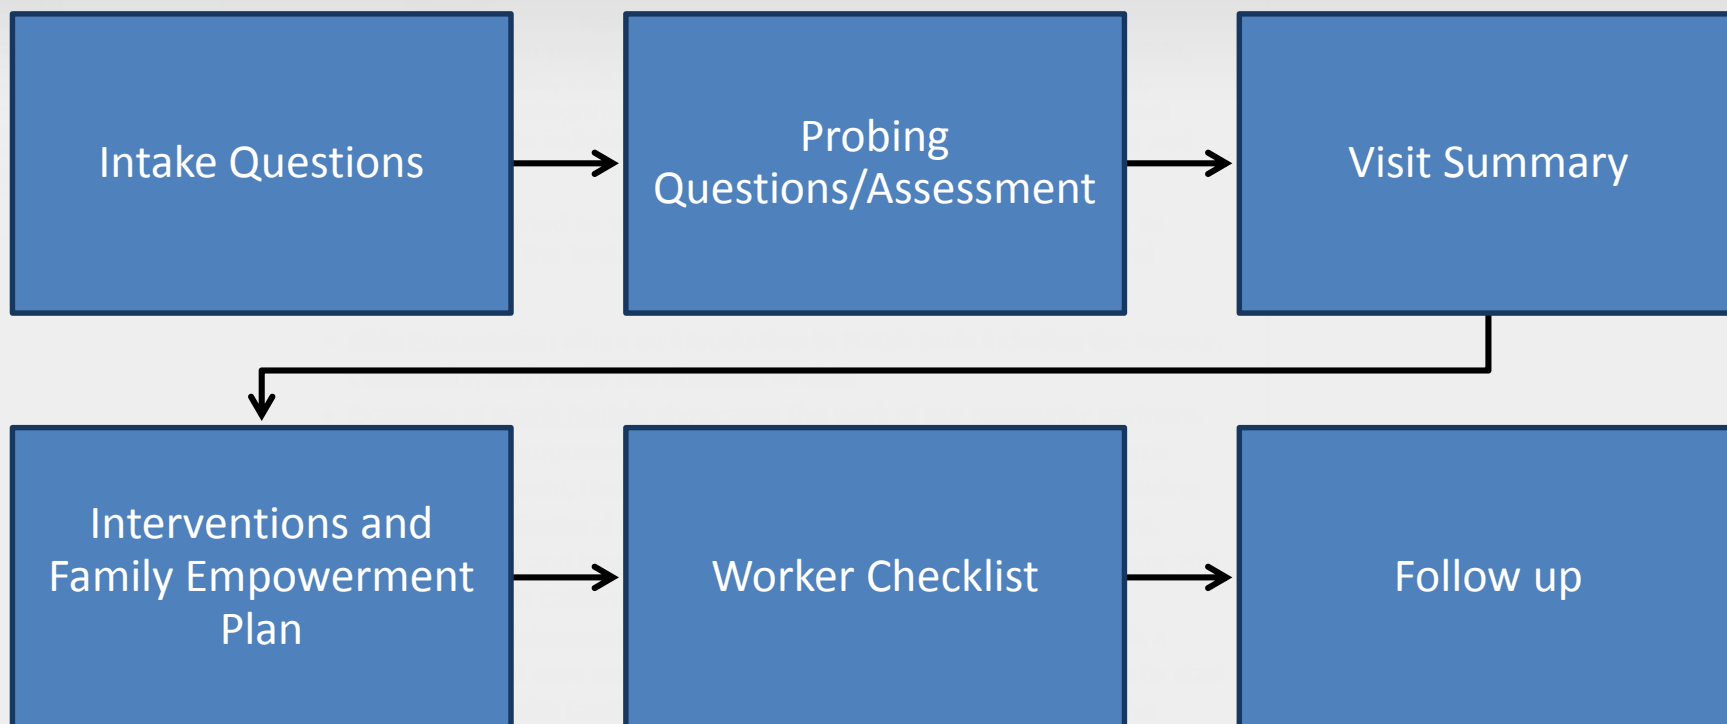 Intake Questions
Probing
Questions/Assessment
Visit Summary
Interventions and
Family Empowerment
Plan
Worker Checklist
Follow up